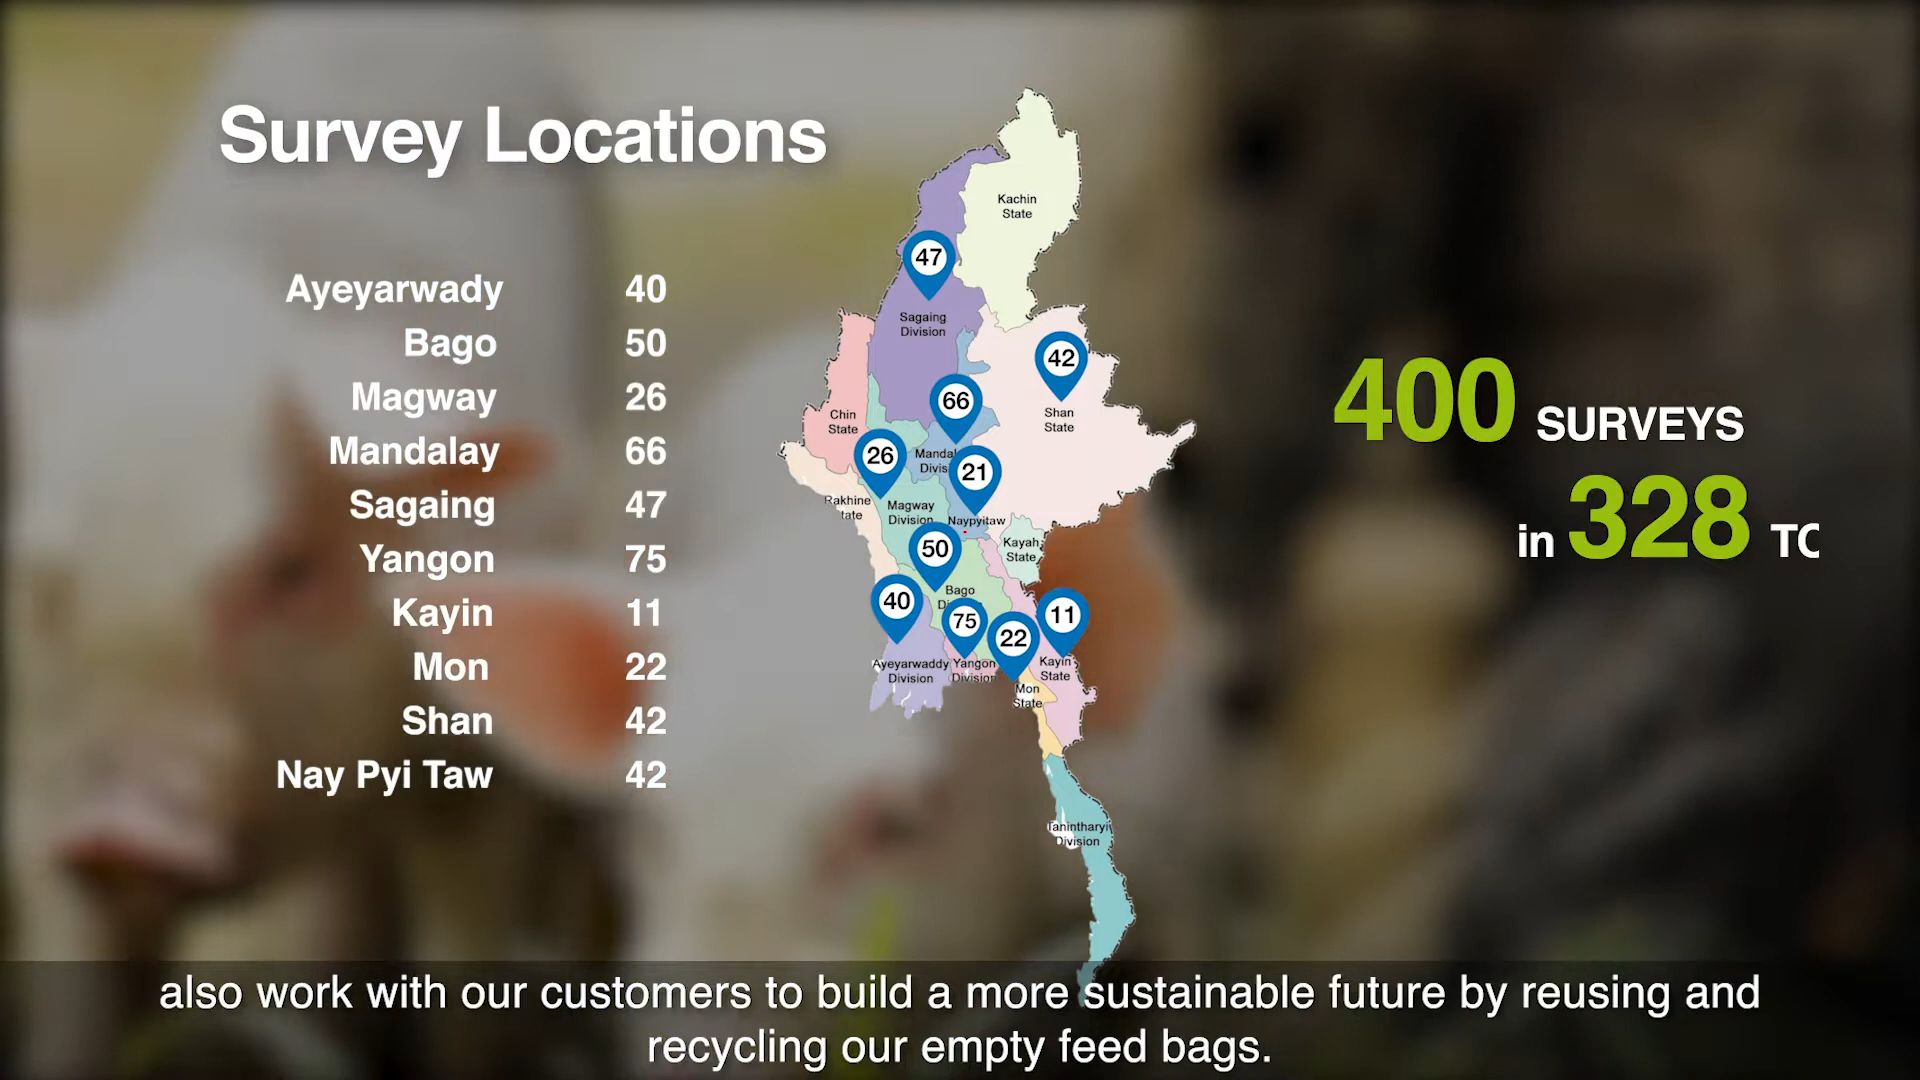 Survey Locations
Ayeyarwady 40
Bago 50
Magway 26
Mandalay 66
Sagaing 47
Yangon 75
Kayin 11
Mon 22
Shan 42
Nay Pyi Taw 42
Kachin
State
47
Sagaing
Division
42
Shan
State
66
Chin
State
26
21
Magway
Division
Naypyitaw
Rakhine
Kayah
State
50
Bago
40
75
22
11
Ayeyarwaddy
Division
Yangon
Division
Kayin
State
Mon
State
Tanintharyi
Division
400 SURVEYS
in 328
also work with our customers to build a more sustainable future by reusing and
recycling our empty feed bags.